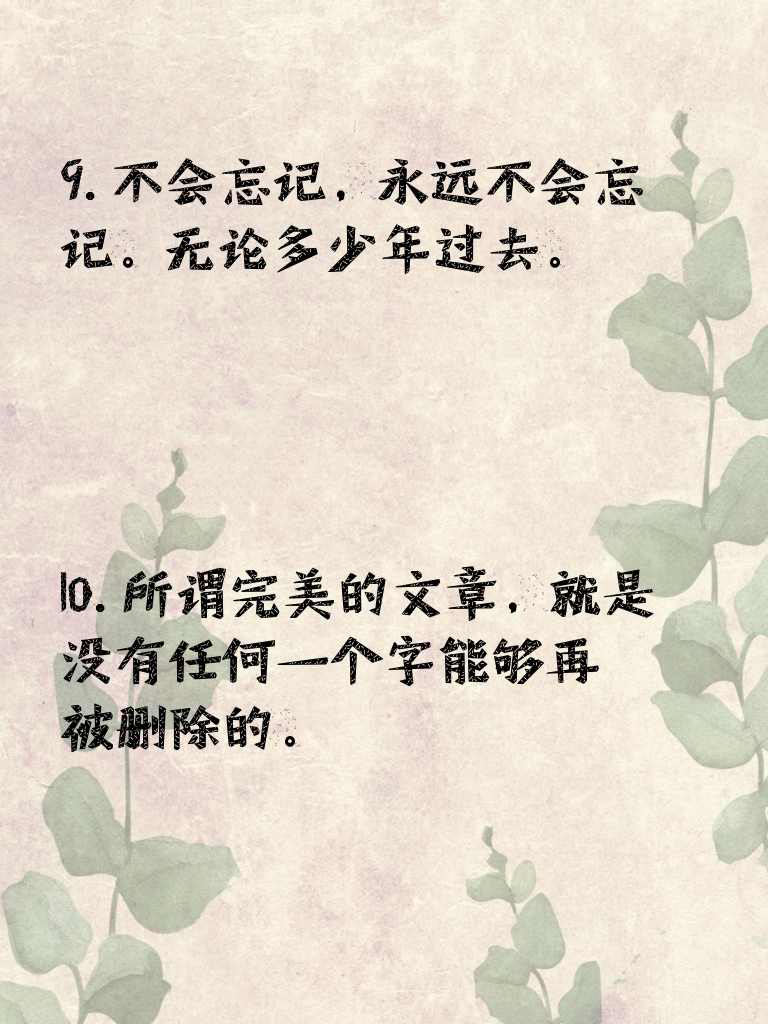 9. 不会忘记，永远不会忘
记。无论多少年过去。
10. 所谓完美的文章，就是
没有任何一个字能够再
被删除的。